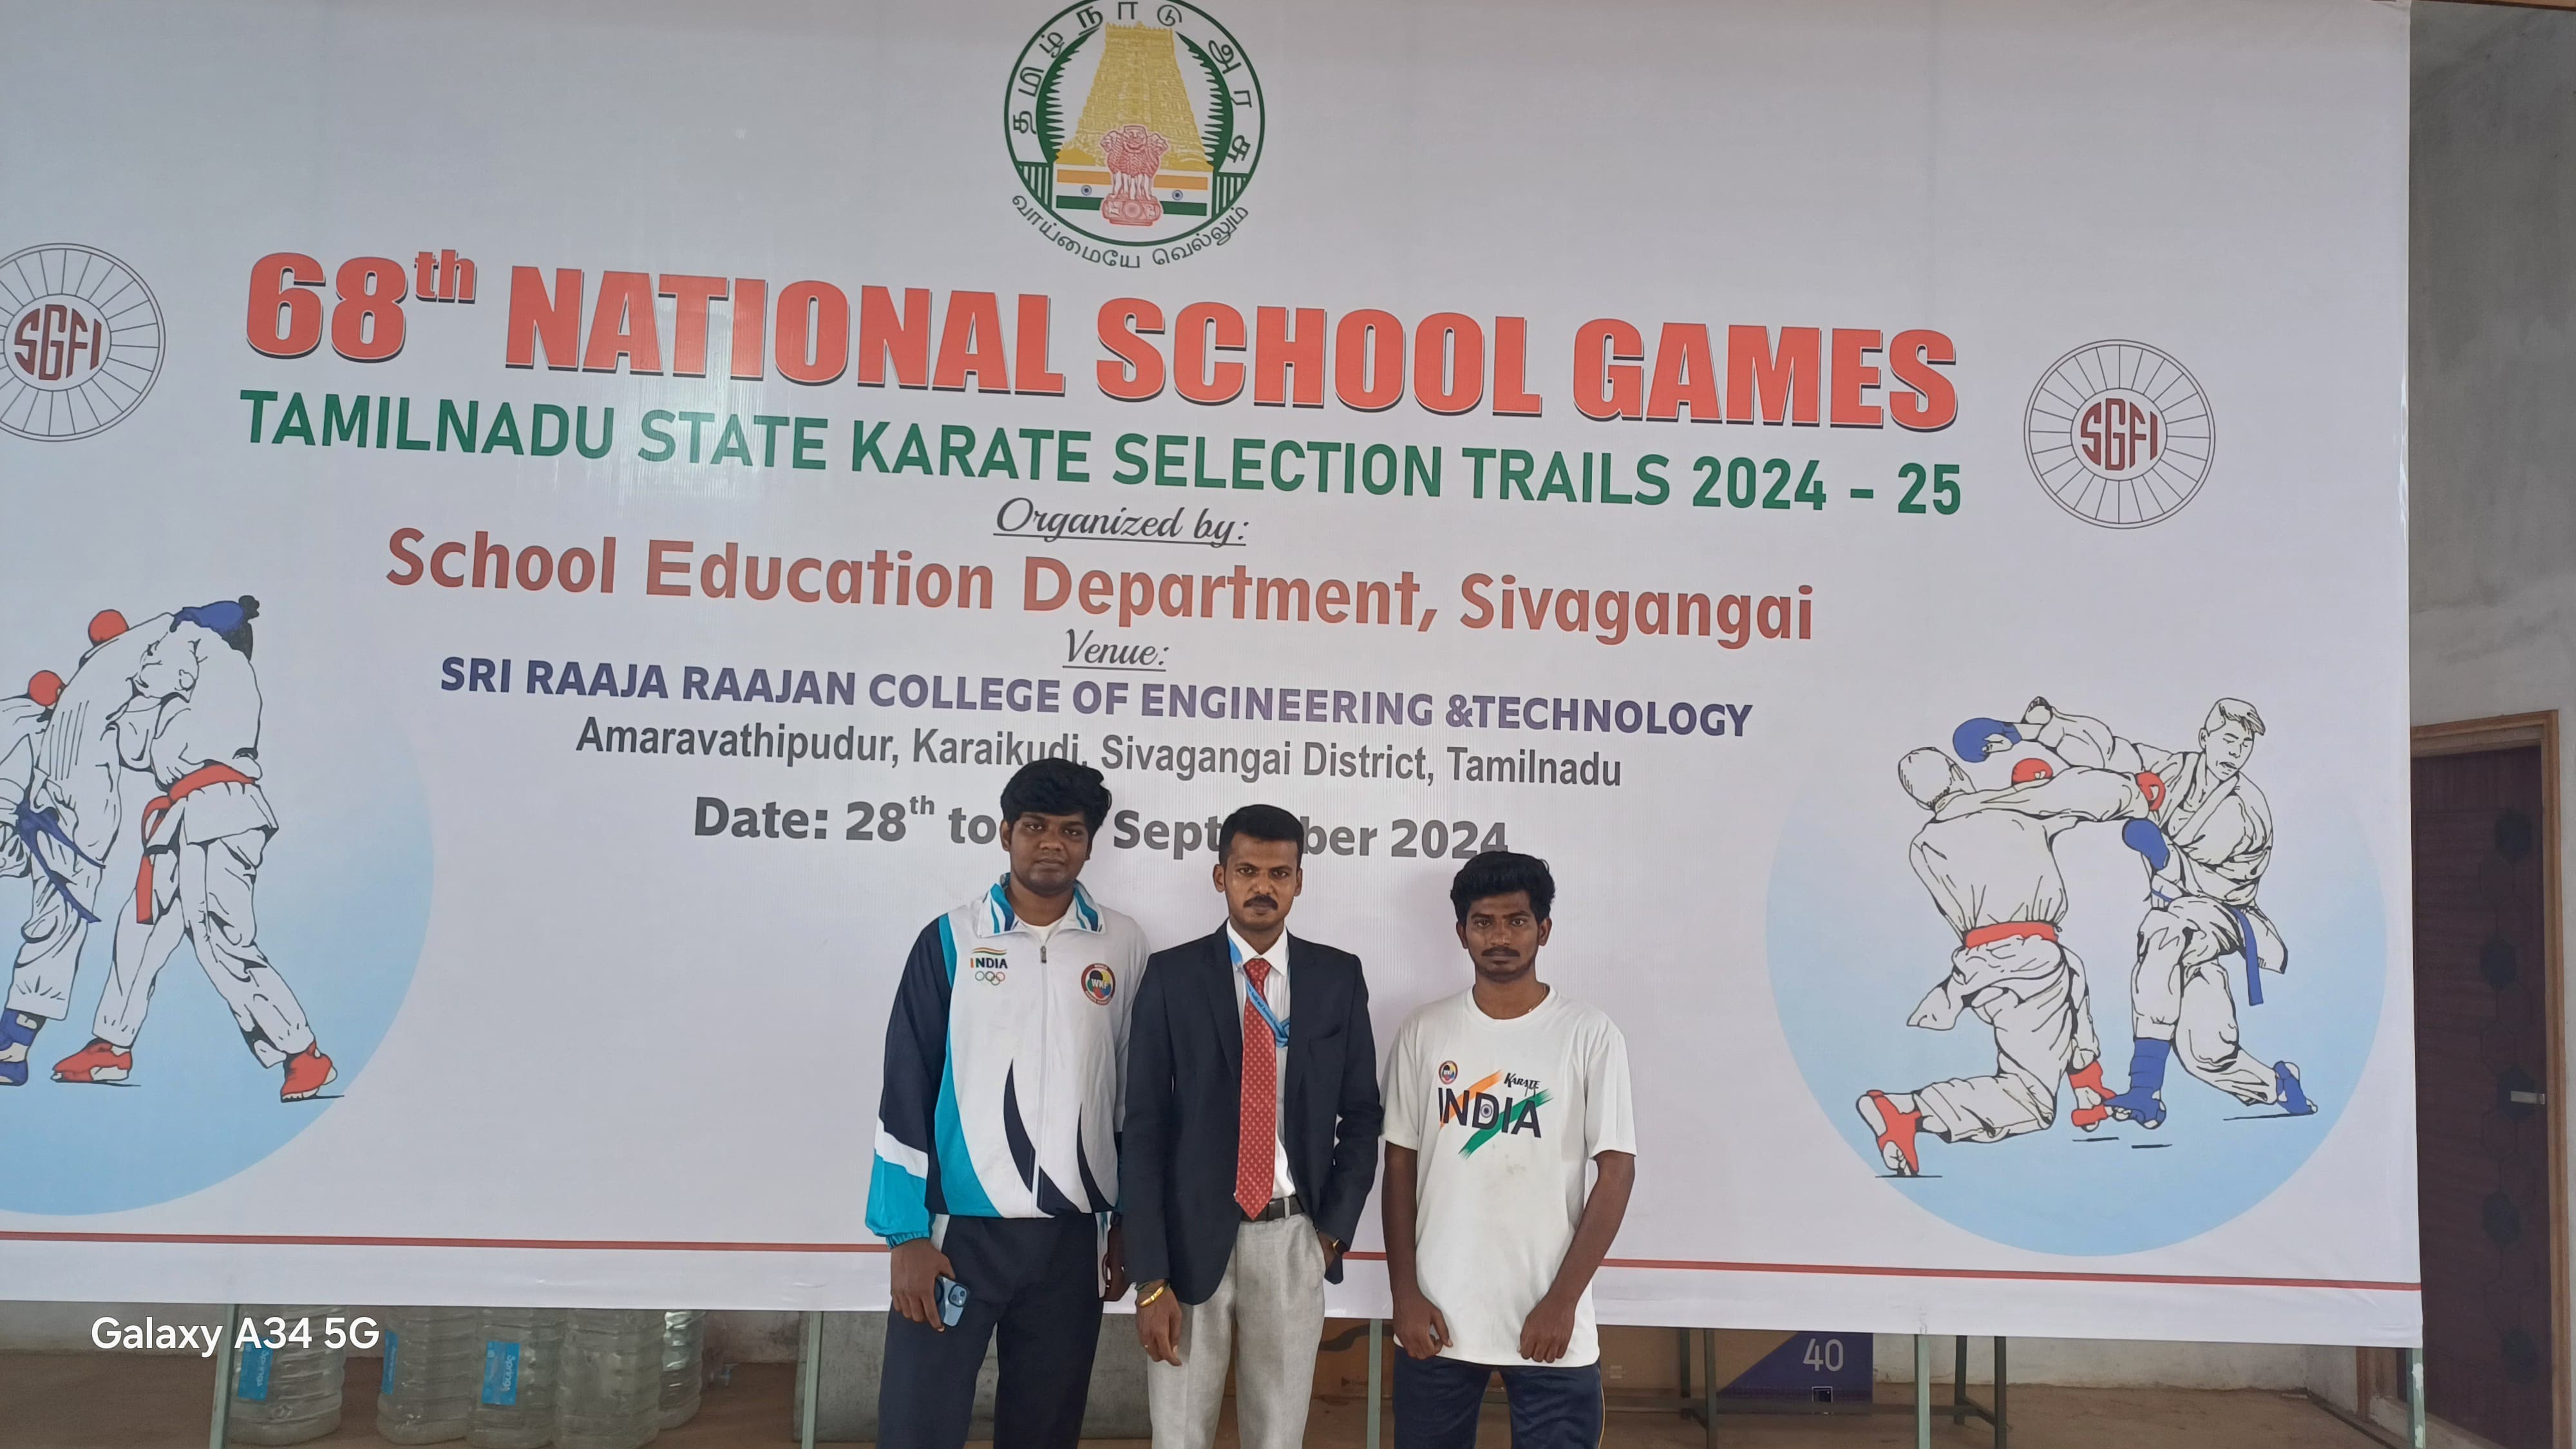 தமிழ்நாடு அரசு
வாய்மையே வெல்லும்
68th NATIONAL SCHOOL GAMES
SGFI
SGFI
TAMILNADU STATE KARATE SELECTION TRAILS 2024 - 25
Organized by:
School Education Department, Sivagangai
Venue:
SRI RAAJA RAAJAN COLLEGE OF ENGINEERING &TECHNOLOGY
Amaravathipudur, Karaikudi, Sivagangai District, Tamilnadu
Date: 28th to September 2024
INDIA
WKF
KARATE
INDIA
Galaxy A34 5G
40